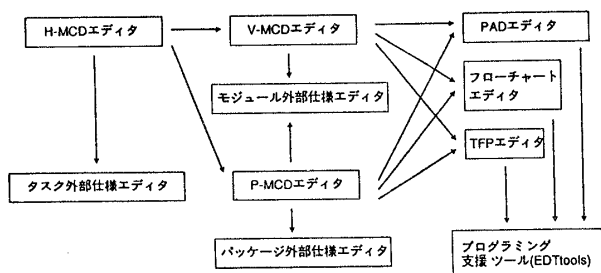 H-MCDエディタ
V-MCDエディタ
PADエディタ
フローチャート
エディタ
モジュール外部仕様エディタ
TFPエディタ
タスク外部仕様エディタ
P-MCDエディタ
パッケージ外部仕様エディタ
プログラミング
支援 ツール(EDTtools)